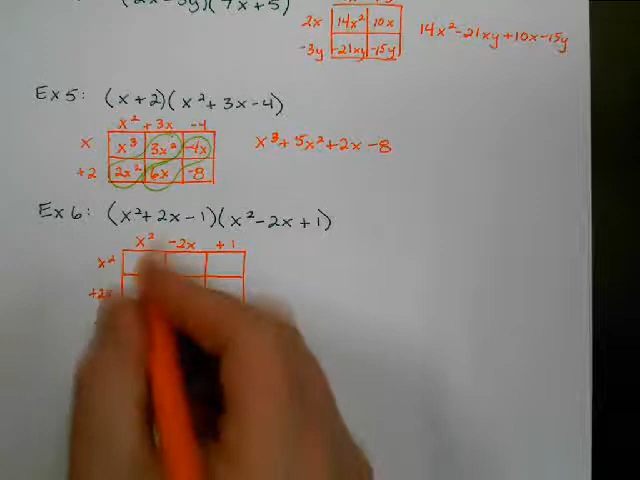 2x 14x² 10x
14x² - 21xy + 10x - 15y
-3y -21xy -15y
Ex 5: (x + 2)(x² + 3x - 4)
x² + 3x -4
x x³ 3x² -4x
x³ + 5x² + 2x - 8
+2 2x² 6x -8
Ex 6: (x² + 2x - 1)(x² - 2x + 1)
x² -2x +1
x²